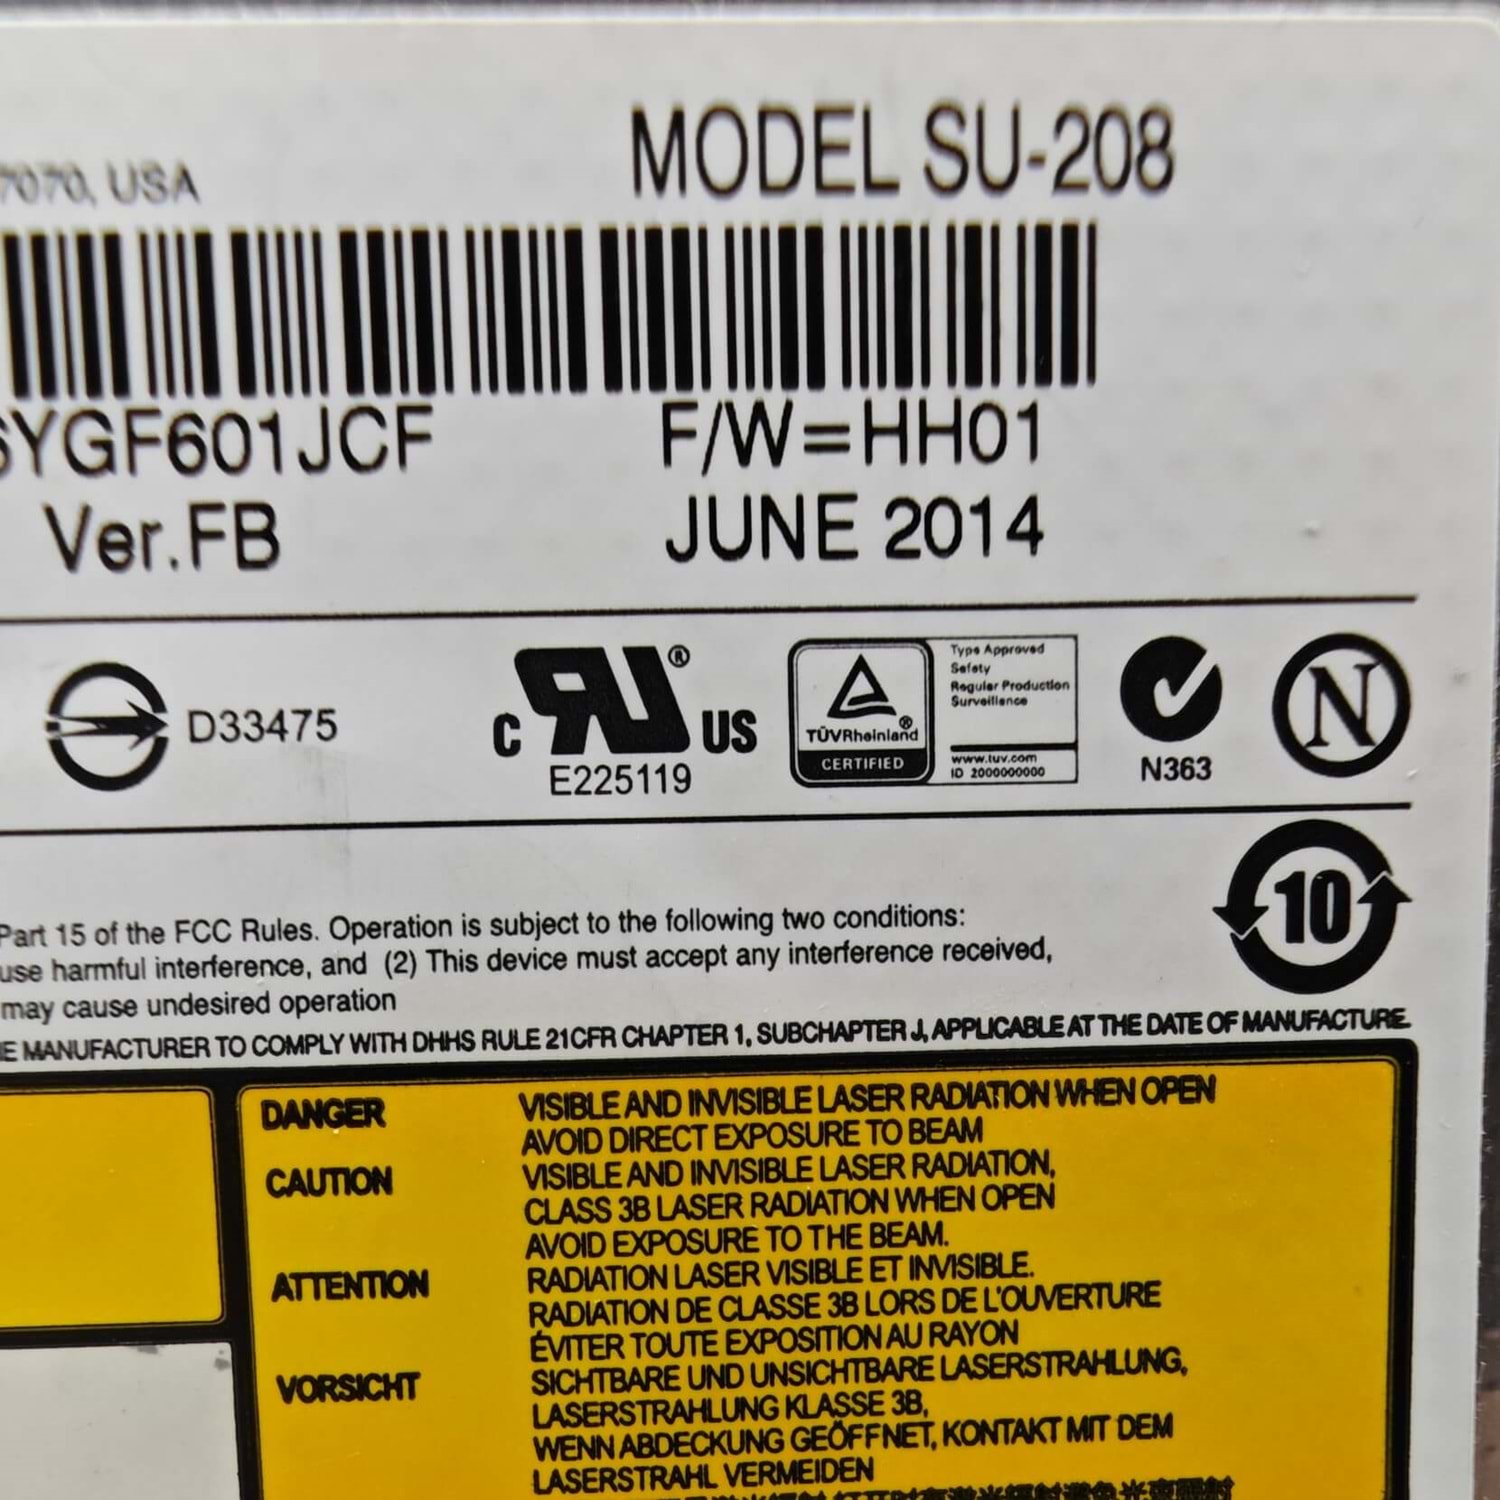 MODEL SU-208
7070, USA
SYGF601JCF F/W=HH01
Ver.FB JUNE 2014
D33475
C RU® US
E225119
TÜVRheinland®
CERTIFIED
Type Approved
Safety
Regular Production
Surveillance
www.tuv.com
ID 2000000000
N363
N
10
Part 15 of the FCC Rules. Operation is subject to the following two conditions:
use harmful interference, and (2) This device must accept any interference received,
may cause undesired operation
E MANUFACTURER TO COMPLY WITH DHHS RULE 21CFR CHAPTER 1, SUBCHAPTER J, APPLICABLE AT THE DATE OF MANUFACTURE.
DANGER VISIBLE AND INVISIBLE LASER RADIATION WHEN OPEN
AVOID DIRECT EXPOSURE TO BEAM
CAUTION VISIBLE AND INVISIBLE LASER RADIATION,
CLASS 3B LASER RADIATION WHEN OPEN
AVOID EXPOSURE TO THE BEAM.
ATTENTION RADIATION LASER VISIBLE ET INVISIBLE.
RADIATION DE CLASSE 3B LORS DE L'OUVERTURE
ÉVITER TOUTE EXPOSITION AU RAYON
VORSICHT SICHTBARE UND UNSICHTBARE LASERSTRAHLUNG,
LASERSTRAHLUNG KLASSE 3B,
WENN ABDECKUNG GEÖFFNET, KONTAKT MIT DEM
LASERSTRAHL VERMEIDEN